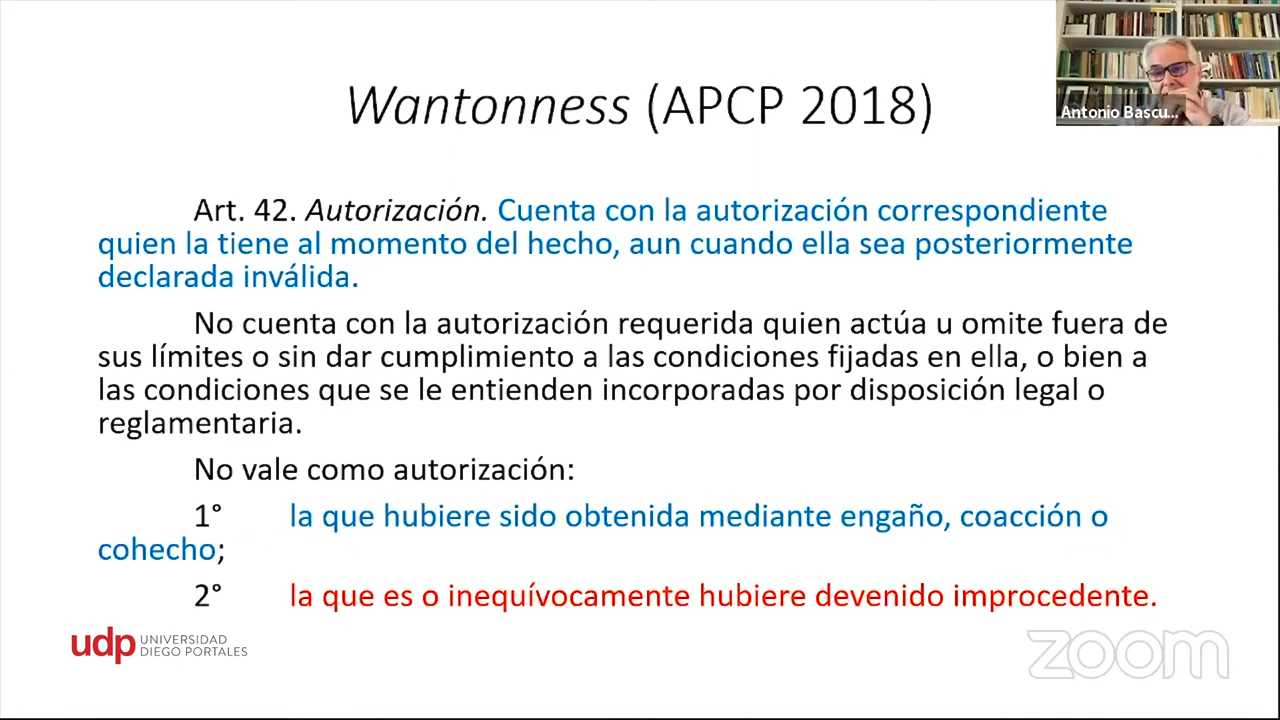 Wantonness (APCP 2018)
Antonio Bascu...
Art. 42. Autorización. Cuenta con la autorización correspondiente
quien la tiene al momento del hecho, aun cuando ella sea posteriormente
declarada inválida.
No cuenta con la autorización requerida quien actúa u omite fuera de
sus límites o sin dar cumplimiento a las condiciones fijadas en ella, o bien a
las condiciones que se le entienden incorporadas por disposición legal o
reglamentaria.
No vale como autorización:
1° la que hubiere sido obtenida mediante engaño, coacción o
cohecho;
2° la que es o inequívocamente hubiere devenido improcedente.
udp UNIVERSIDAD
DIEGO PORTALES
zoom